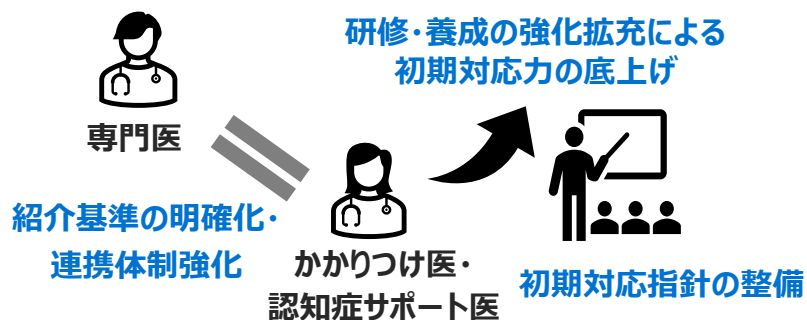 研修・養成の強化拡充による
初期対応力の底上げ
専門医
紹介基準の明確化・
連携体制強化
かかりつけ医・
認知症サポート医
初期対応指針の整備